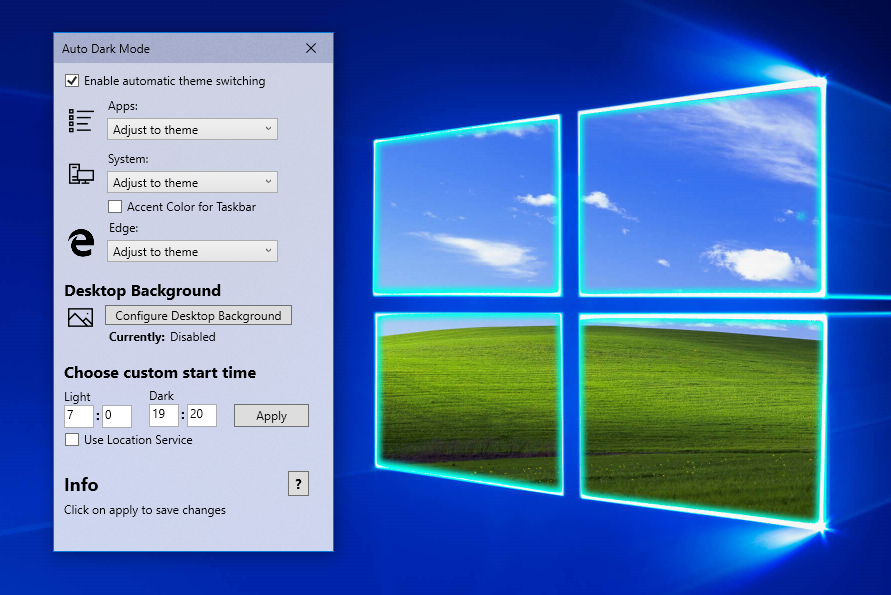 Auto Dark Mode
Enable automatic theme switching
Apps:
Adjust to theme
System:
Adjust to theme
Accent Color for Taskbar
Edge:
Adjust to theme
Desktop Background
Configure Desktop Background
Currently: Disabled
Choose custom start time
Light Dark
7 : 0 19 : 20 Apply
Use Location Service
Info ?
Click on apply to save changes